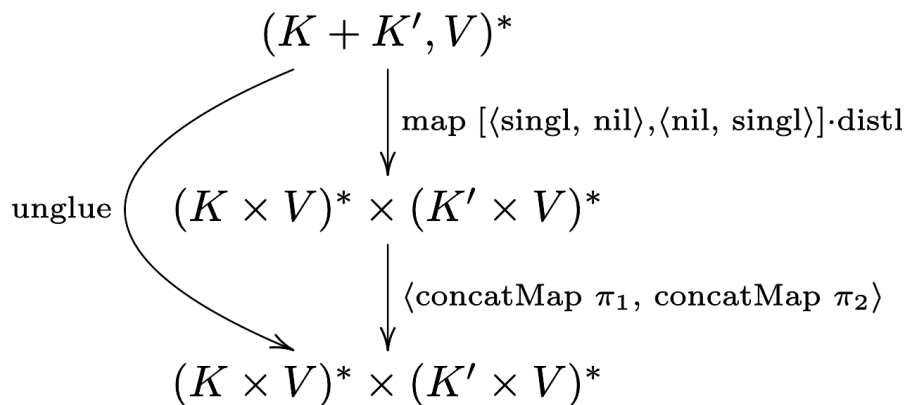 (K + K′, V)*
map [⟨singl, nil⟩,⟨nil, singl⟩]·distl
unglue (K × V)* × (K′ × V)*
⟨concatMap π₁, concatMap π₂⟩
(K × V)* × (K′ × V)*